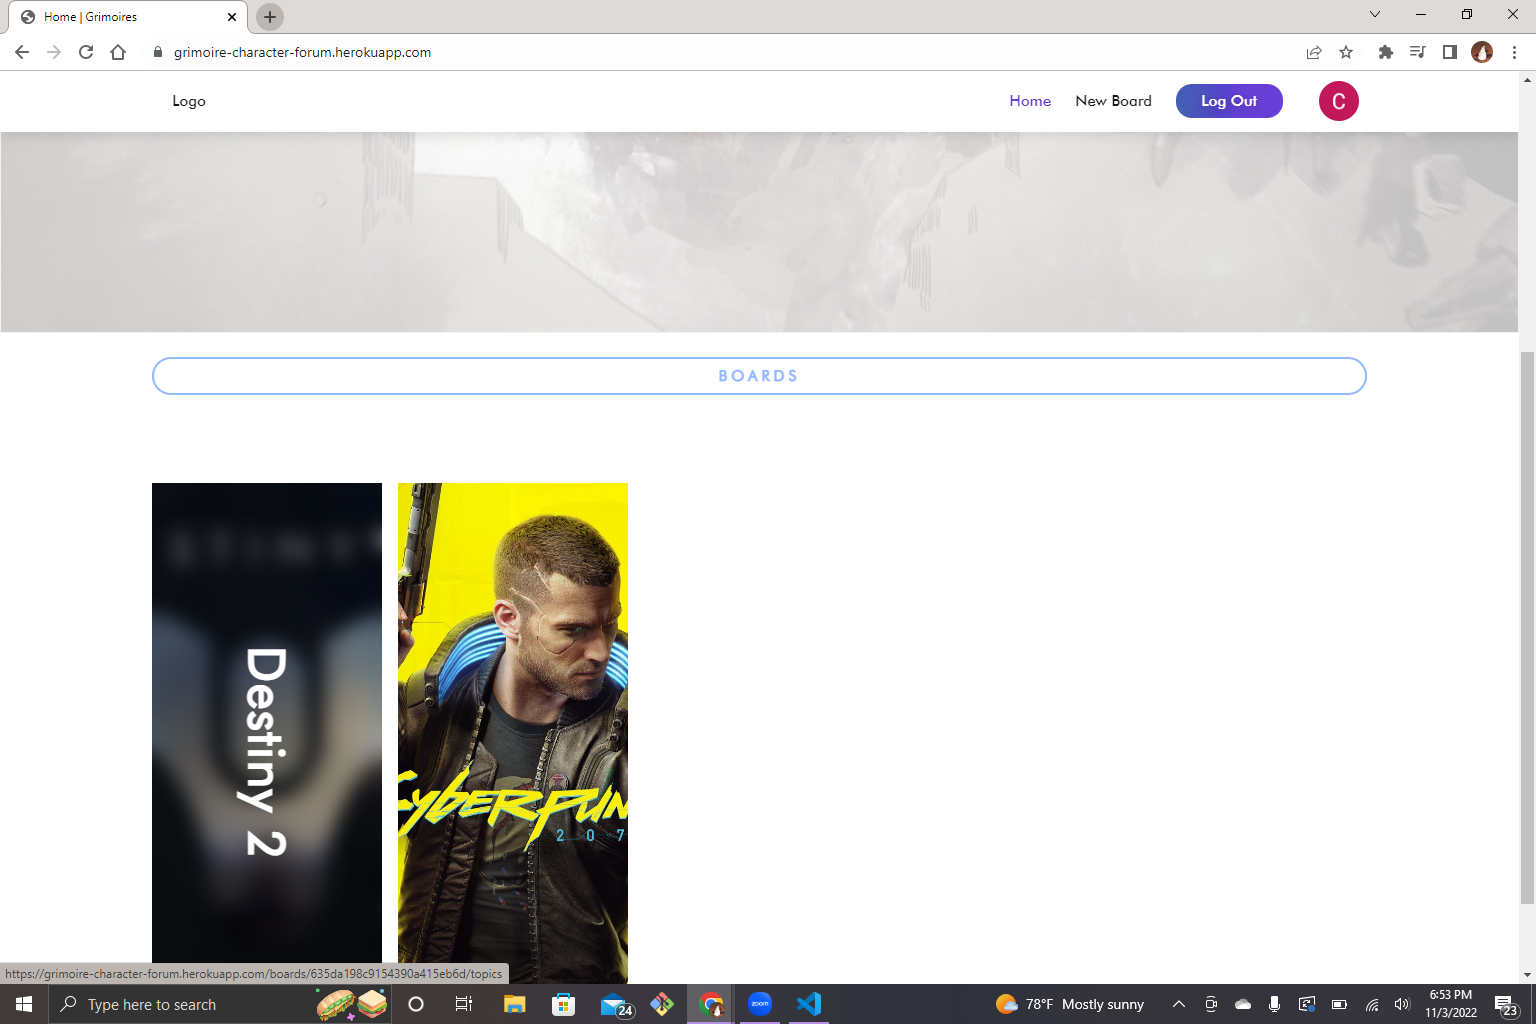 Home | Grimoires
grimoire-character-forum.herokuapp.com
Logo
Home
New Board
Log Out
C
BOARDS
Destiny 2
Cyberpun
2 0 7
https://grimoire-character-forum.herokuapp.com/boards/635da198c9154390a415eb6d/topics
Type here to search
24
zoom
78°F Mostly sunny
6:53 PM
11/3/2022
23